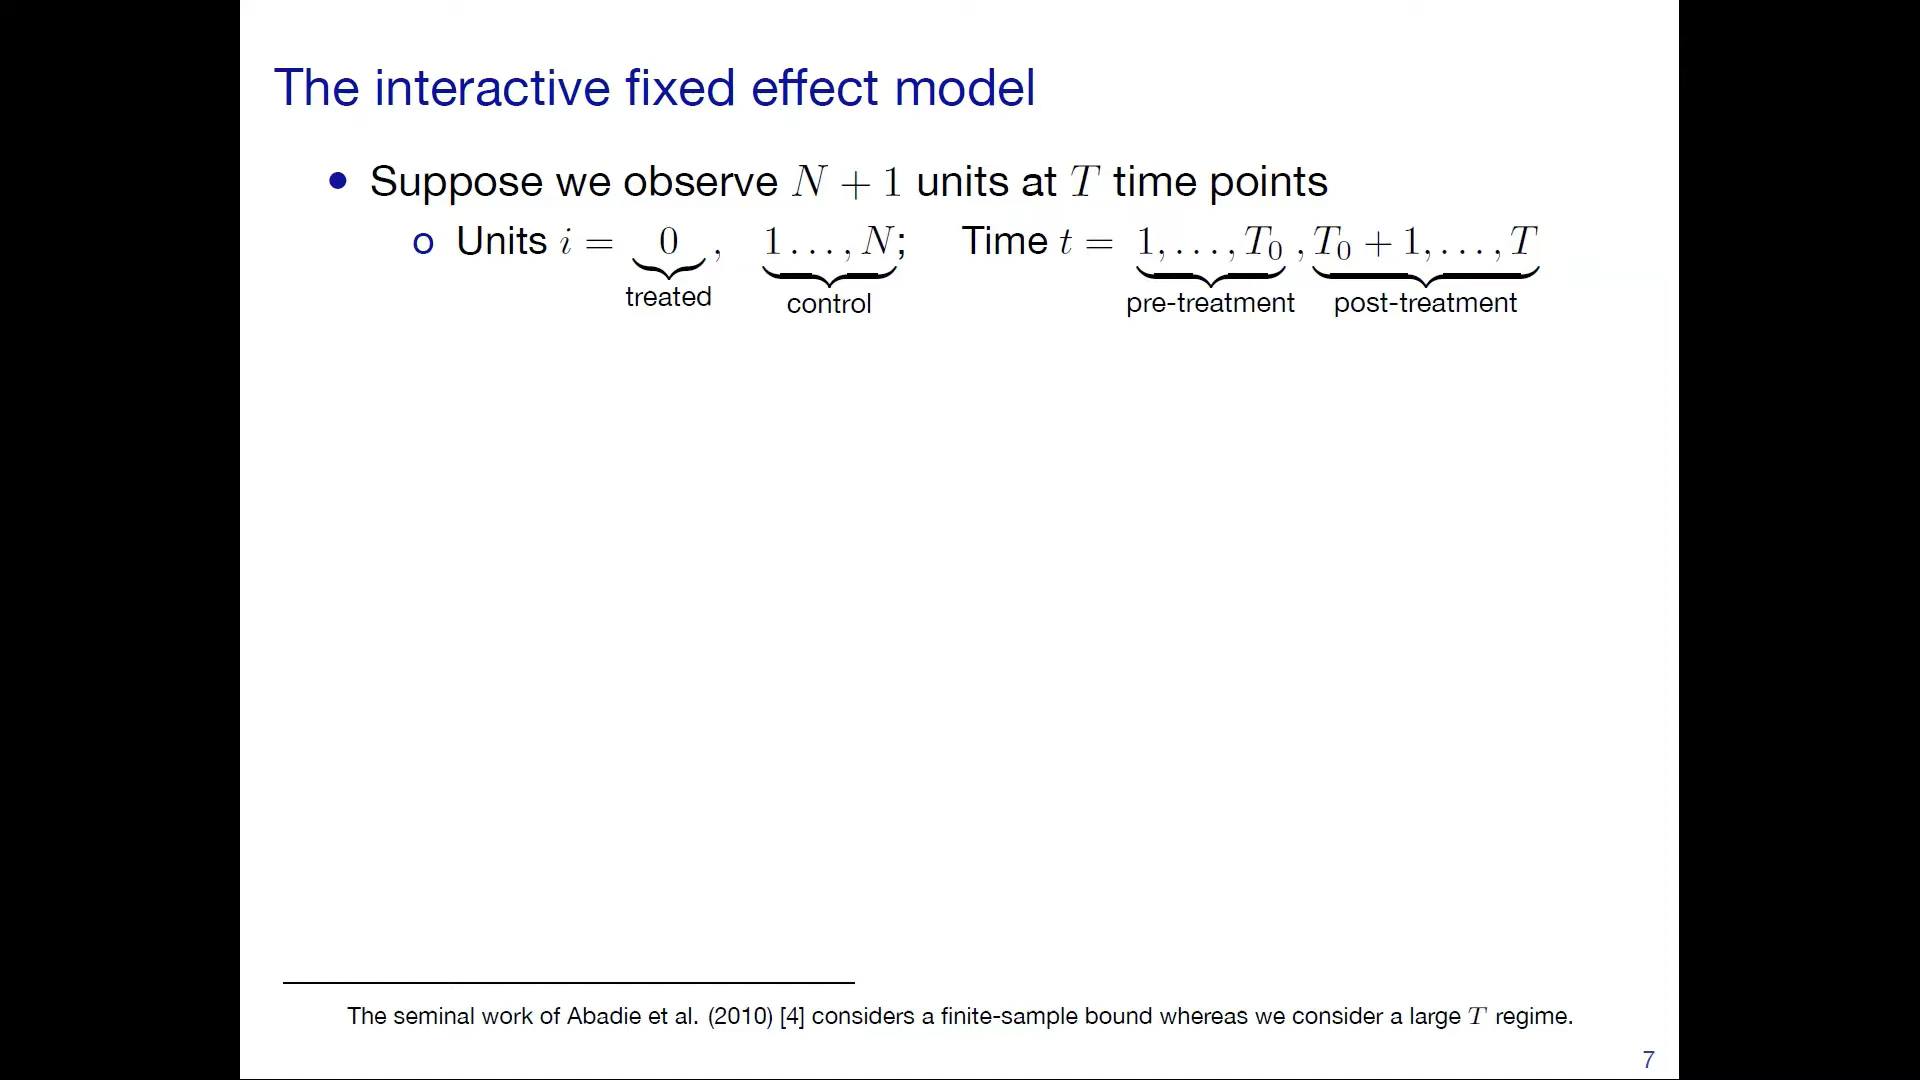 The interactive fixed effect model
• Suppose we observe N + 1 units at T time points
o Units i = 0 , 1 . . . , N; Time t = 1, . . . , T₀ , T₀ + 1, . . . , T
treated control pre-treatment post-treatment
The seminal work of Abadie et al. (2010) [4] considers a finite-sample bound whereas we consider a large T regime.
7